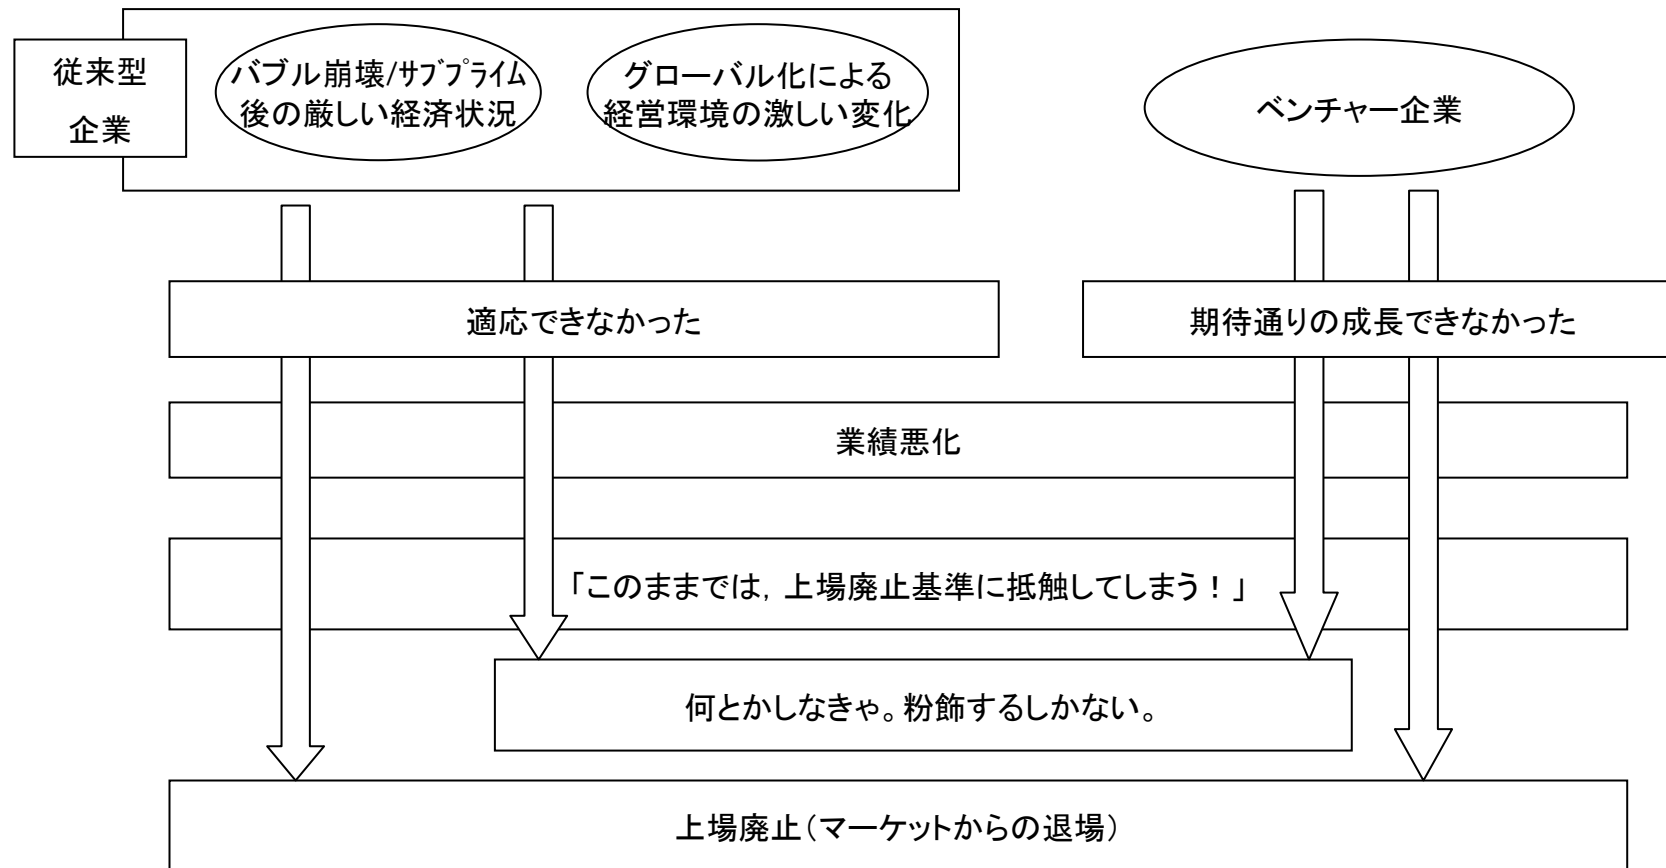 従来型
企業
バブル崩壊/ｻﾌﾞﾌﾟﾗｲﾑ
後の厳しい経済状況
グローバル化による
経営環境の激しい変化
ベンチャー企業
適応できなかった
期待通りの成長できなかった
業績悪化
「このままでは，上場廃止基準に抵触してしまう！」
何とかしなきゃ。粉飾するしかない。
上場廃止（マーケットからの退場）